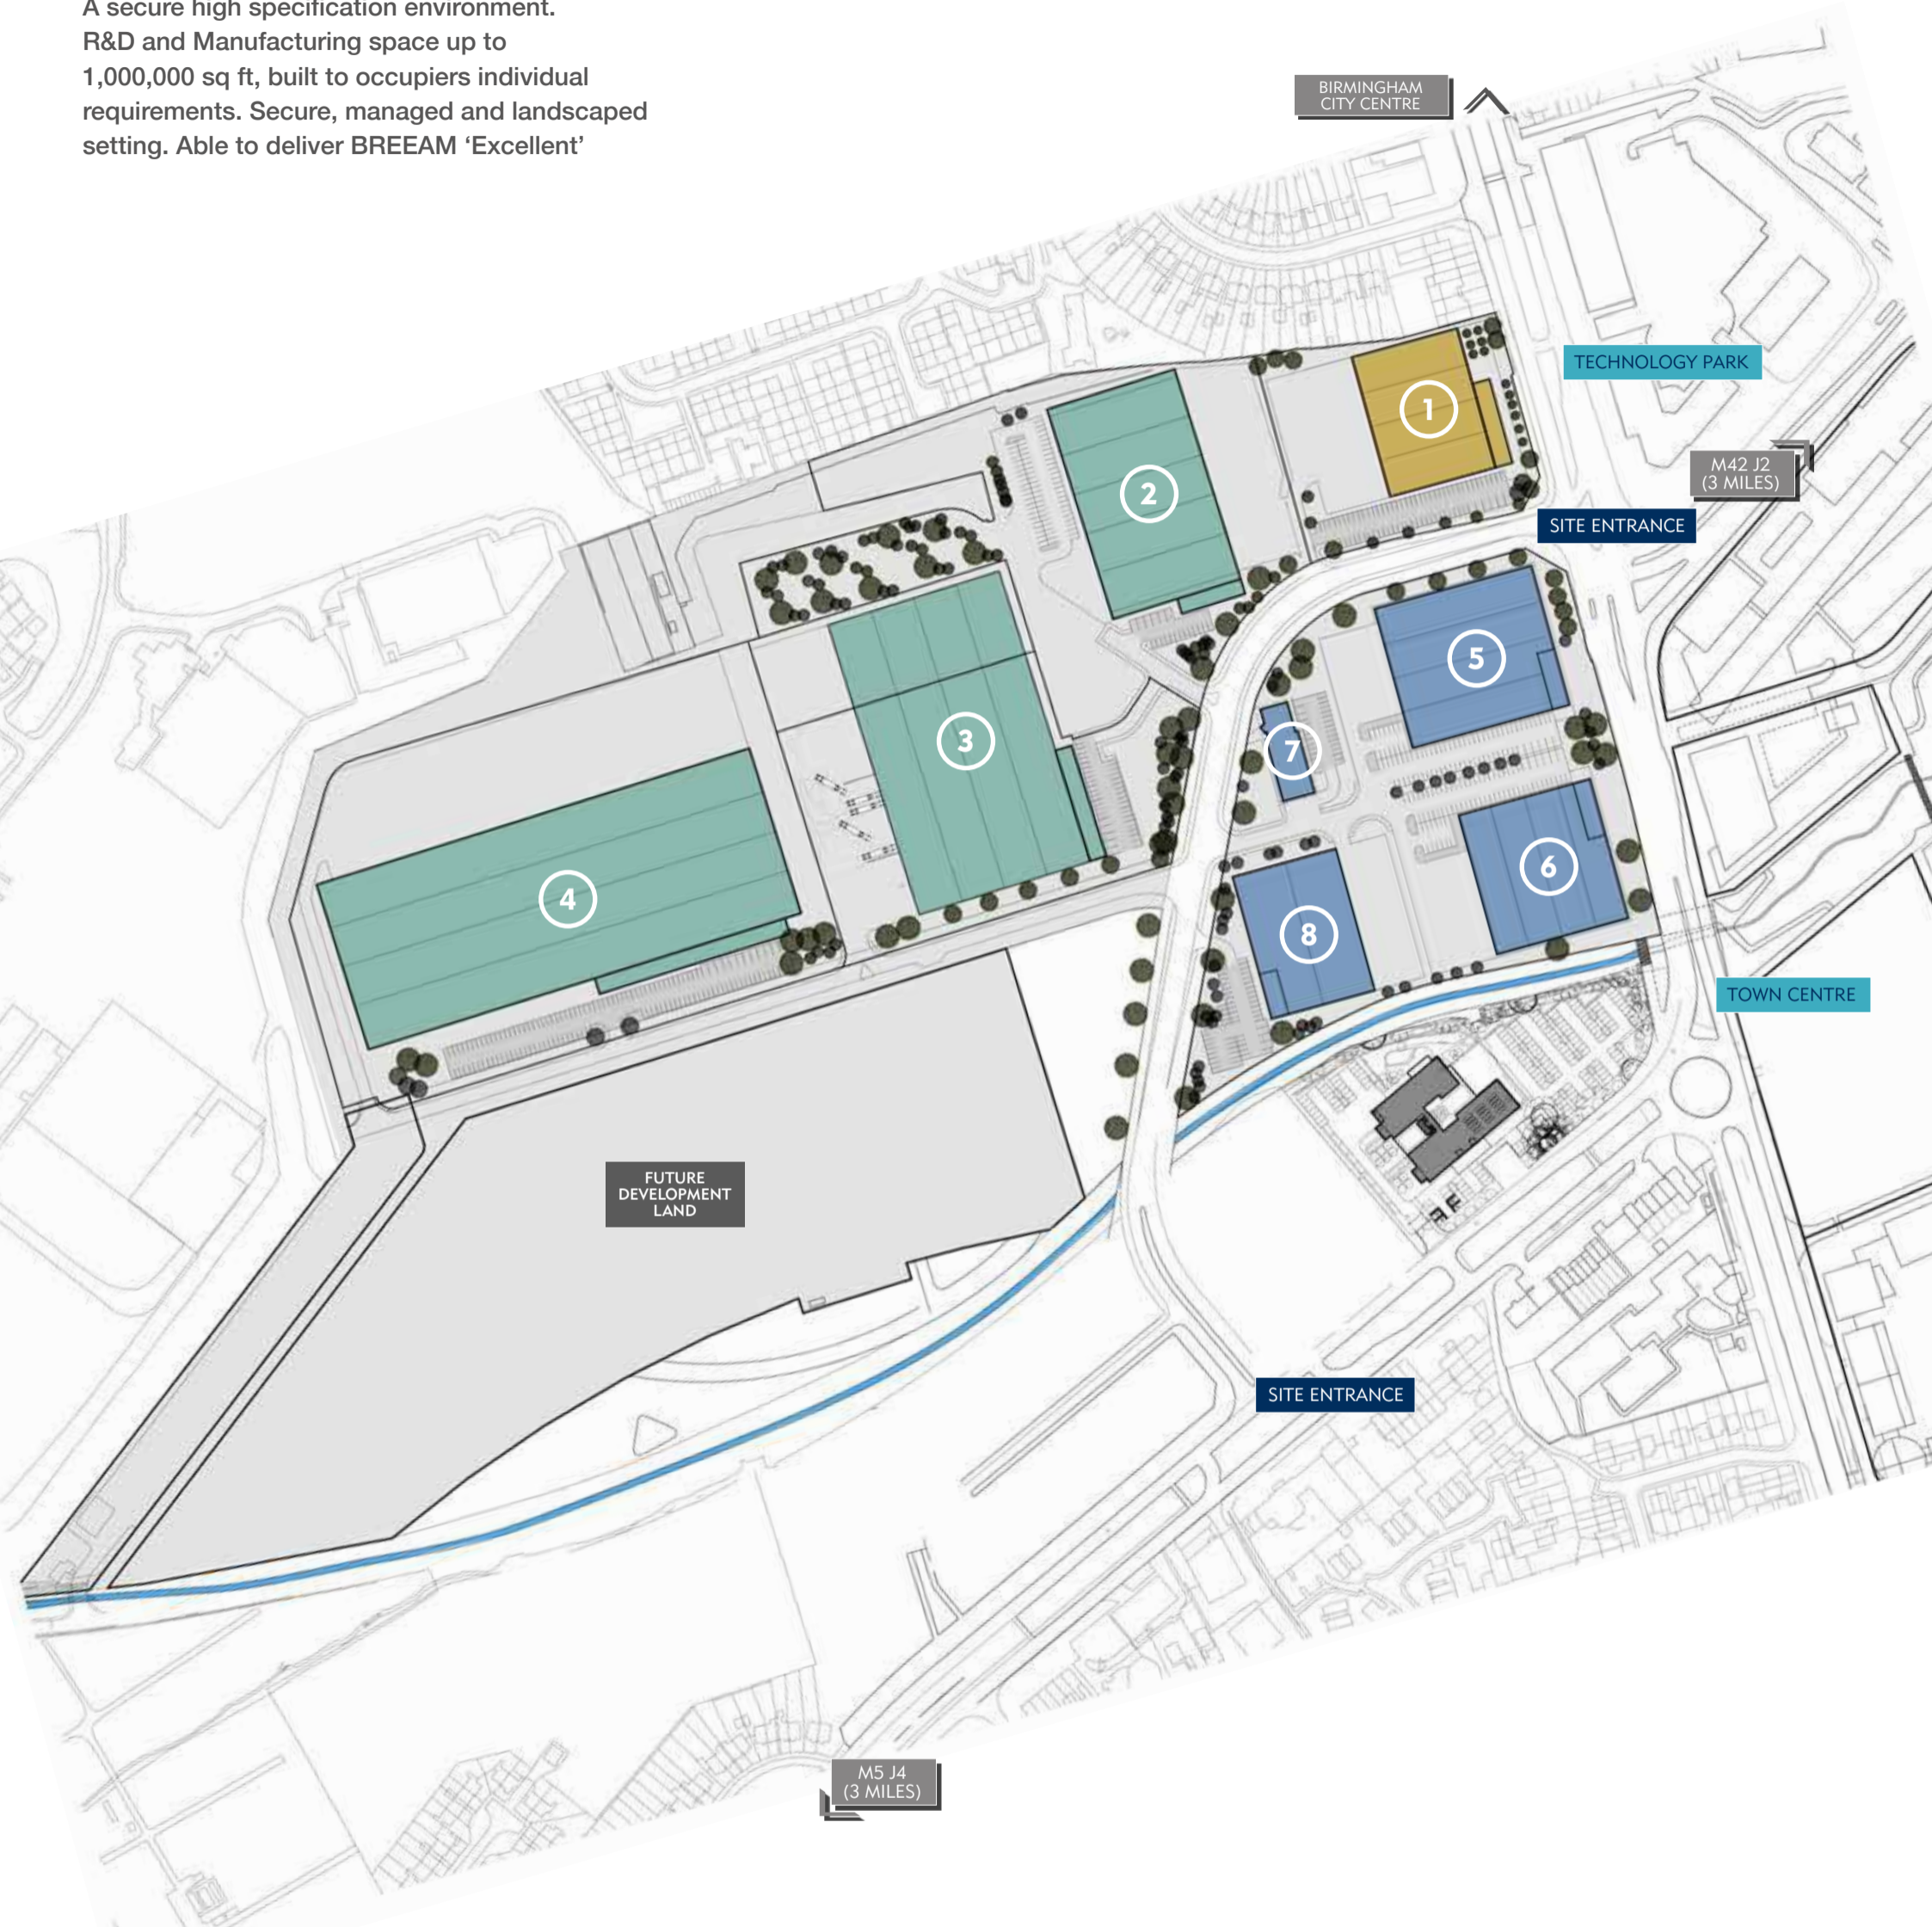 A secure high specification environment.
R&D and Manufacturing space up to
1,000,000 sq ft, built to occupiers individual
requirements. Secure, managed and landscaped
setting. Able to deliver BREEAM ‘Excellent’
BIRMINGHAM
CITY CENTRE
TECHNOLOGY PARK
1
M42 J2
(3 MILES)
2
SITE ENTRANCE
5
3
7
6
4
8
TOWN CENTRE
FUTURE
DEVELOPMENT
LAND
SITE ENTRANCE
M5 J4
(3 MILES)